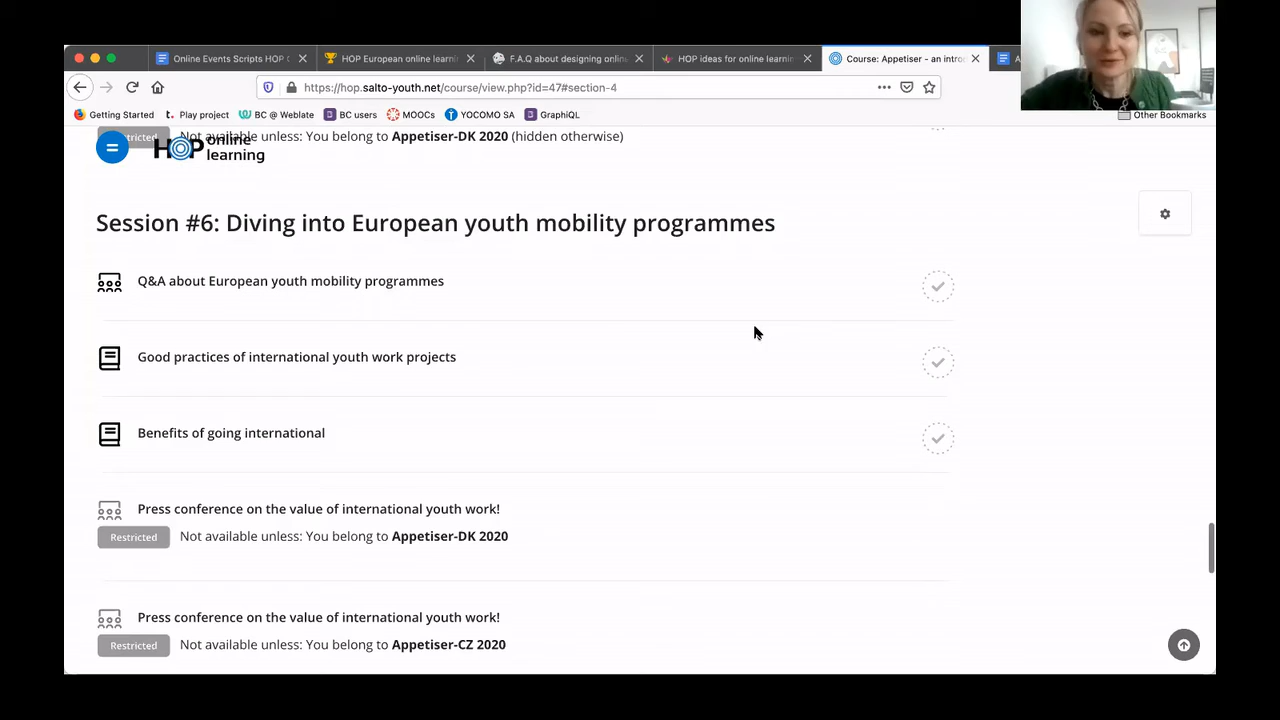 Online Events Scripts HOP
HOP European online learni
F.A.Q about designing onlin
HOP ideas for online learnin
Course: Appetiser - an intro
A
https://hop.salto-youth.net/course/view.php?id=47#section-4
Getting Started
Play project
BC @ Weblate
BC users
MOOCs
YOCOMO SA
GraphiQL
Other Bookmarks
tricted
Not available unless: You belong to Appetiser-DK 2020 (hidden otherwise)
HOP online
learning
Session #6: Diving into European youth mobility programmes
Q&A about European youth mobility programmes
Good practices of international youth work projects
Benefits of going international
Press conference on the value of international youth work!
Restricted Not available unless: You belong to Appetiser-DK 2020
Press conference on the value of international youth work!
Restricted Not available unless: You belong to Appetiser-CZ 2020